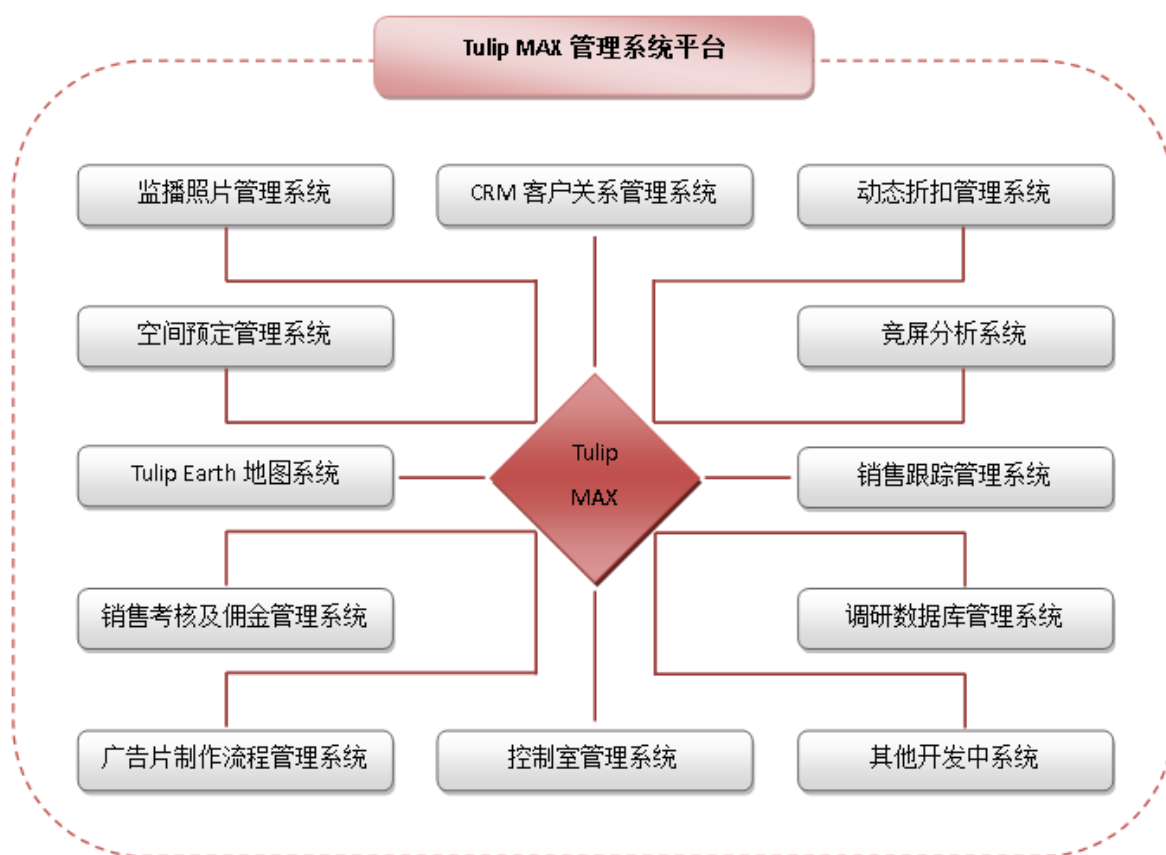 Tulip MAX 管理系统平台
监播照片管理系统
CRM 客户关系管理系统
动态折扣管理系统
空间预定管理系统
竞屏分析系统
Tulip Earth 地图系统
Tulip
MAX
销售跟踪管理系统
销售考核及佣金管理系统
调研数据库管理系统
广告片制作流程管理系统
控制室管理系统
其他开发中系统